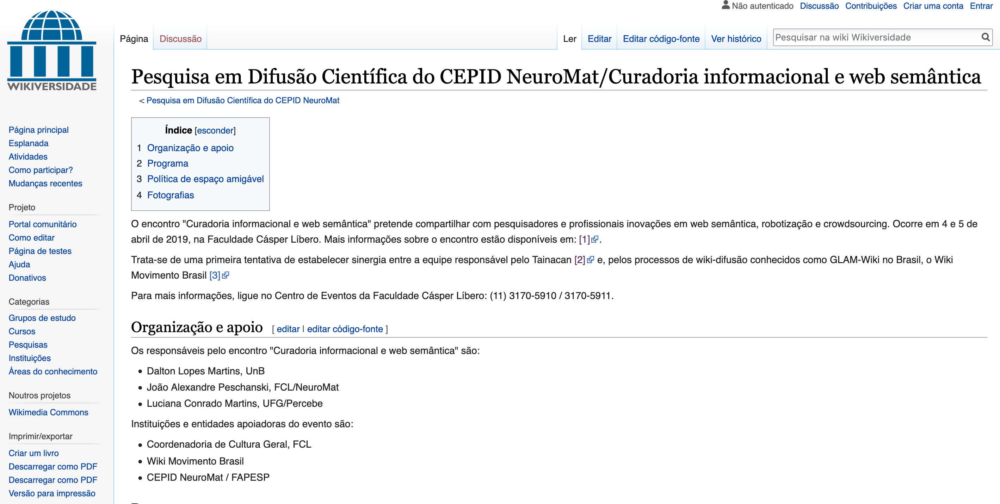 Não autenticado Discussão Contribuições Criar uma conta Entrar
Página Discussão Ler Editar Editar código-fonte Ver histórico Pesquisar na wiki Wikiversidade
WIKIVERSIDADE
Página principal
Esplanada
Atividades
Como participar?
Mudanças recentes
Projeto
Portal comunitário
Como editar
Página de testes
Ajuda
Donativos
Categorias
Grupos de estudo
Cursos
Pesquisas
Instituições
Áreas do conhecimento
Noutros projetos
Wikimedia Commons
Imprimir/exportar
Criar um livro
Descarregar como PDF
Descarregar como PDF
Versão para impressão
Pesquisa em Difusão Científica do CEPID NeuroMat/Curadoria informacional e web semântica
< Pesquisa em Difusão Científica do CEPID NeuroMat
Índice [esconder]
1 Organização e apoio
2 Programa
3 Política de espaço amigável
4 Fotografias
O encontro "Curadoria informacional e web semântica" pretende compartilhar com pesquisadores e profissionais inovações em web semântica, robotização e crowdsourcing. Ocorre em 4 e 5 de
abril de 2019, na Faculdade Cásper Líbero. Mais informações sobre o encontro estão disponíveis em: [1].
Trata-se de uma primeira tentativa de estabelecer sinergia entre a equipe responsável pelo Tainacan [2] e, pelos processos de wiki-difusão conhecidos como GLAM-Wiki no Brasil, o Wiki
Movimento Brasil [3]
Para mais informações, ligue no Centro de Eventos da Faculdade Cásper Líbero: (11) 3170-5910 / 3170-5911.
Organização e apoio [ editar | editar código-fonte ]
Os responsáveis pelo encontro "Curadoria informacional e web semântica" são:
• Dalton Lopes Martins, UnB
• João Alexandre Peschanski, FCL/NeuroMat
• Luciana Conrado Martins, UFG/Percebe
Instituições e entidades apoiadoras do evento são:
• Coordenadoria de Cultura Geral, FCL
• Wiki Movimento Brasil
• CEPID NeuroMat / FAPESP